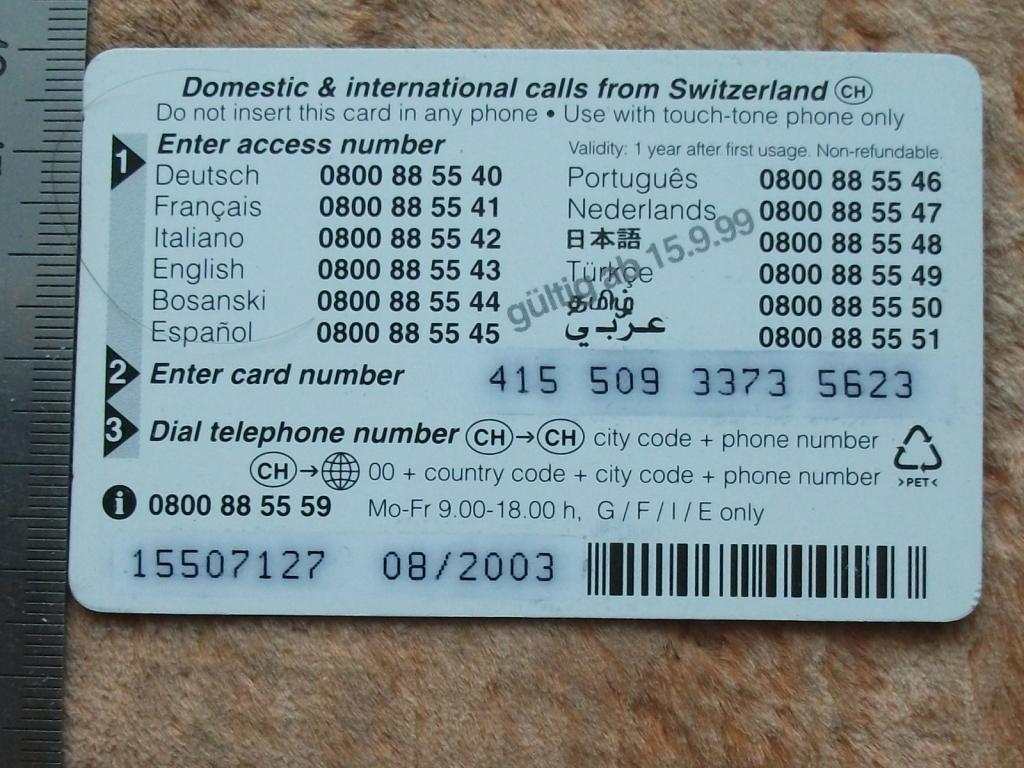 Domestic & international calls from Switzerland CH
Do not insert this card in any phone • Use with touch-tone phone only
1 Enter access number
Validity: 1 year after first usage. Non-refundable.
Deutsch 0800 88 55 40
Français 0800 88 55 41
Italiano 0800 88 55 42
English 0800 88 55 43
Bosanski 0800 88 55 44
Español 0800 88 55 45
Português 0800 88 55 46
Nederlands 0800 88 55 47
日本語 0800 88 55 48
Türkçe 0800 88 55 49
தமிழ் 0800 88 55 50
عربي 0800 88 55 51
gültig ab 15.9.99
2 Enter card number 415 509 3373 5623
3 Dial telephone number CH→CH city code + phone number
CH→ 00 + country code + city code + phone number
>PET<
i 0800 88 55 59 Mo-Fr 9.00-18.00 h, G / F / I / E only
15507127 08/2003